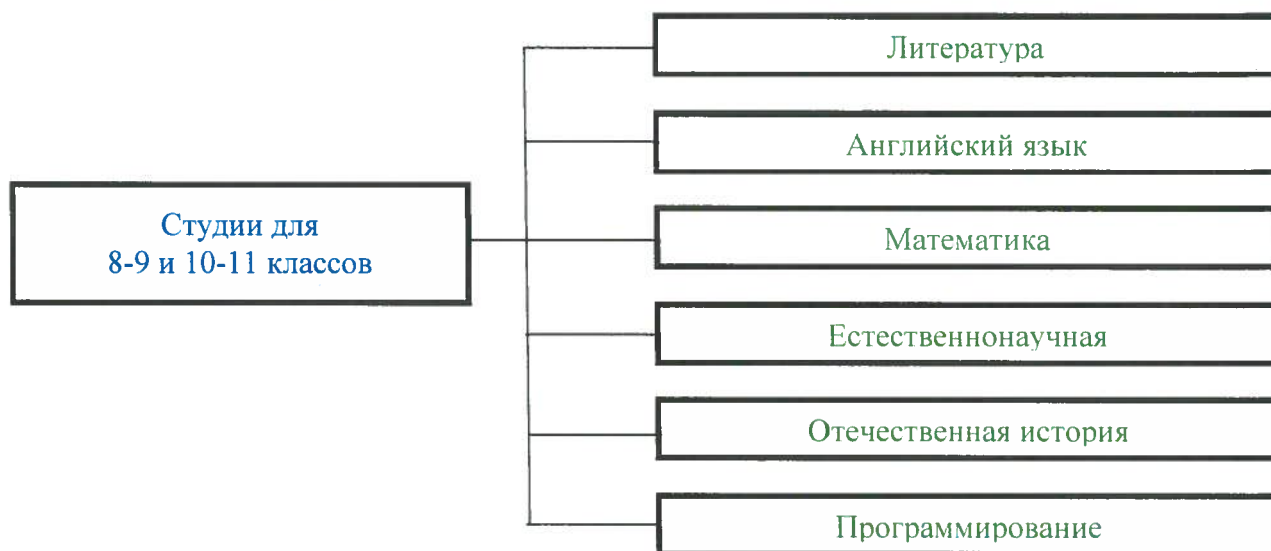 Литература
Английский язык
Студии для
8-9 и 10-11 классов
Математика
Естественнонаучная
Отечественная история
Программирование